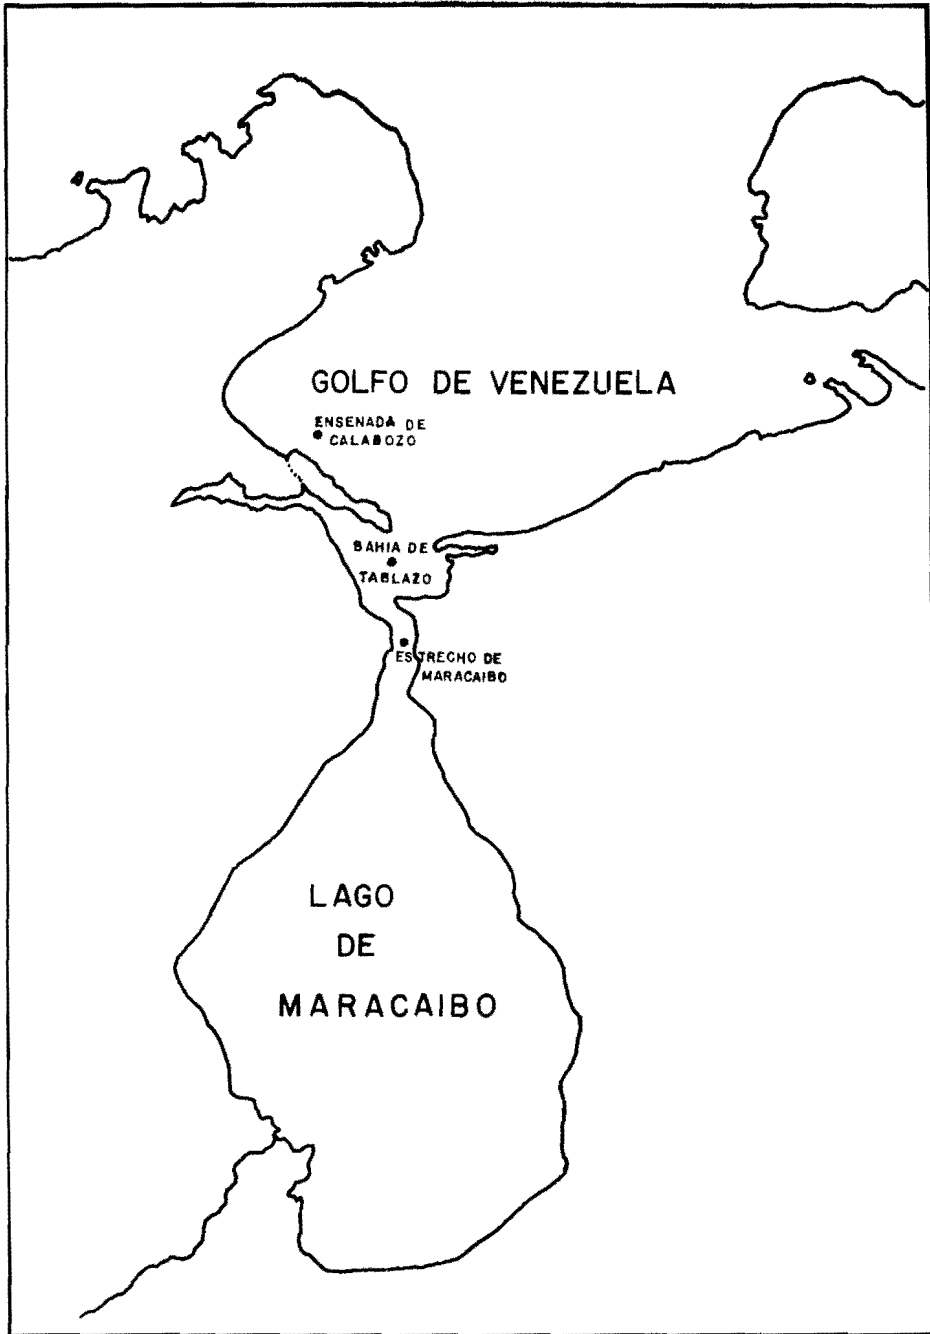 GOLFO DE VENEZUELA
ENSENADA DE
CALABOZO
BAHIA DE
TABLAZO
ESTRECHO DE
MARACAIBO
LAGO
DE
MARACAIBO